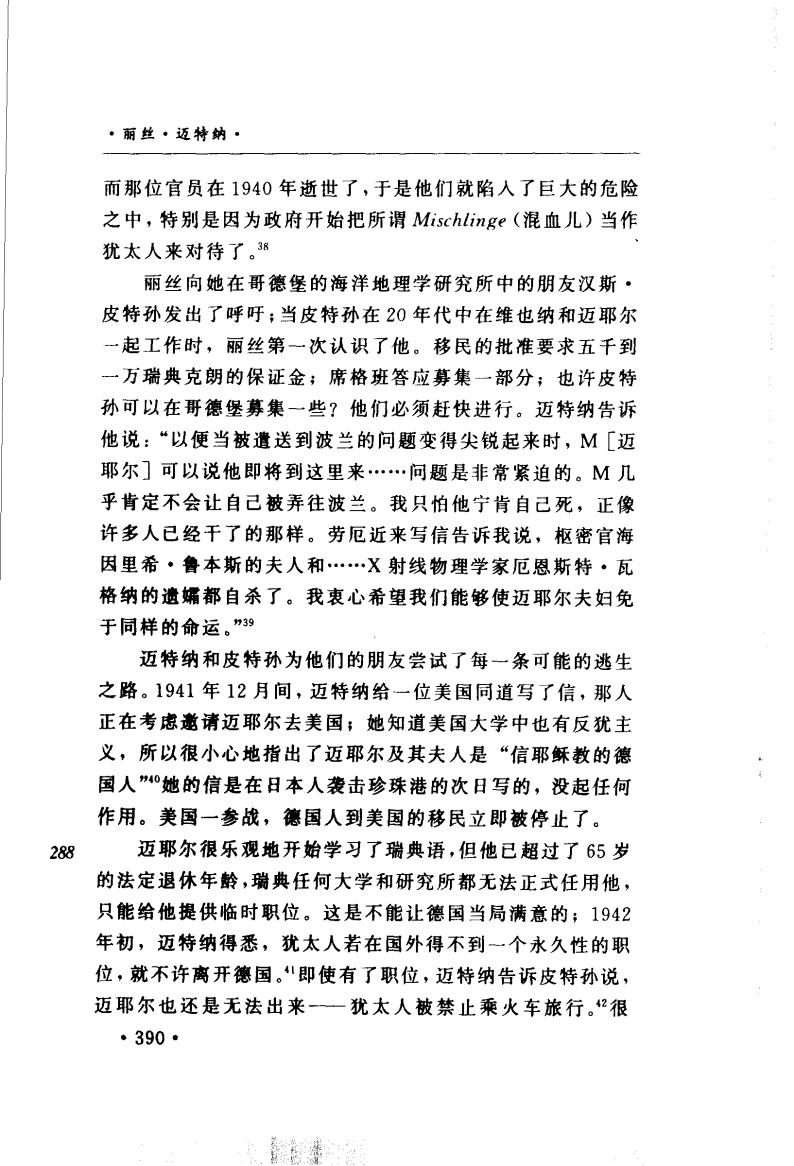 ·丽丝·迈特纳·
而那位官员在 1940 年逝世了，于是他们就陷入了巨大的危险
之中，特别是因为政府开始把所谓 Mischlinge（混血儿）当作
犹太人来对待了。38
丽丝向她在哥德堡的海洋地理学研究所中的朋友汉斯·
皮特孙发出了呼吁；当皮特孙在 20 年代中在维也纳和迈耶尔
一起工作时，丽丝第一次认识了他。移民的批准要求五千到
一万瑞典克朗的保证金；席格班答应募集一部分；也许皮特
孙可以在哥德堡募集一些？他们必须赶快进行。迈特纳告诉
他说：“以便当被遣送到波兰的问题变得尖锐起来时，M［迈
耶尔］可以说他即将到这里来……问题是非常紧迫的。M 几
乎肯定不会让自己被弄往波兰。我只怕他宁肯自己死，正像
许多人已经干了的那样。劳厄近来写信告诉我说，枢密官海
因里希·鲁本斯的夫人和……X 射线物理学家厄恩斯特·瓦
格纳的遗孀都自杀了。我衷心希望我们能够使迈耶尔夫妇免
于同样的命运。”39
迈特纳和皮特孙为他们的朋友尝试了每一条可能的逃生
之路。1941 年 12 月间，迈特纳给一位美国同道写了信，那人
正在考虑邀请迈耶尔去美国；她知道美国大学中也有反犹主
义，所以很小心地指出了迈耶尔及其夫人是“信耶稣教的德
国人”40她的信是在日本人袭击珍珠港的次日写的，没起任何
作用。美国一参战，德国人到美国的移民立即被停止了。
288 迈耶尔很乐观地开始学习了瑞典语，但他已超过了 65 岁
的法定退休年龄，瑞典任何大学和研究所都无法正式任用他，
只能给他提供临时职位。这是不能让德国当局满意的；1942
年初，迈特纳得悉，犹太人若在国外得不到一个永久性的职
位，就不许离开德国。41即使有了职位，迈特纳告诉皮特孙说，
迈耶尔也还是无法出来——犹太人被禁止乘火车旅行。42很
·390·